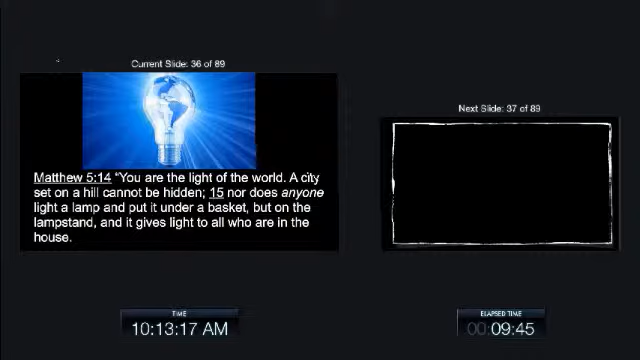 Current Slide: 36 of 89
Matthew 5:14 “You are the light of the world. A city
set on a hill cannot be hidden; 15 nor does anyone
light a lamp and put it under a basket, but on the
lampstand, and it gives light to all who are in the
house.
Next Slide: 37 of 89
TIME
10:13:17 AM
ELAPSED TIME
00:09:45